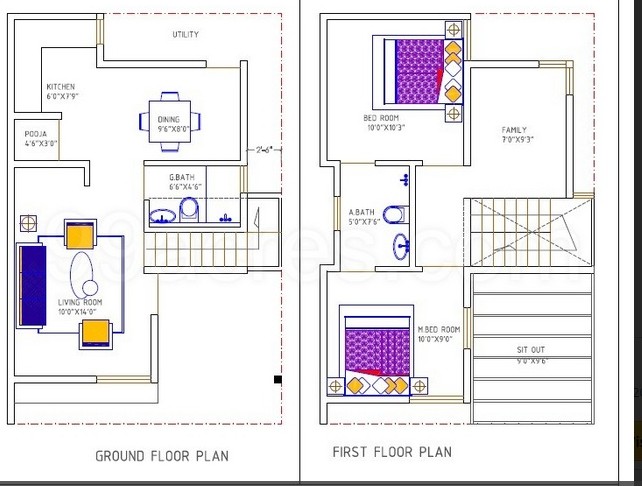 UTILITY
KITCHEN
6'0"X7'9"
DINING
9'6"X8'0"
POOJA
4'6"X3'0"
2'-6"
G.BATH
6'6"X4'6"
LIVING ROOM
10'0"X14'0"
GROUND FLOOR PLAN
BED ROOM
10'0"X10'3"
FAMILY
7'0"X9'3"
A.BATH
5'0"X7'6"
M.BED ROOM
10'0"X9'0"
SIT OUT
9'0"X9'6"
FIRST FLOOR PLAN
99acres.com